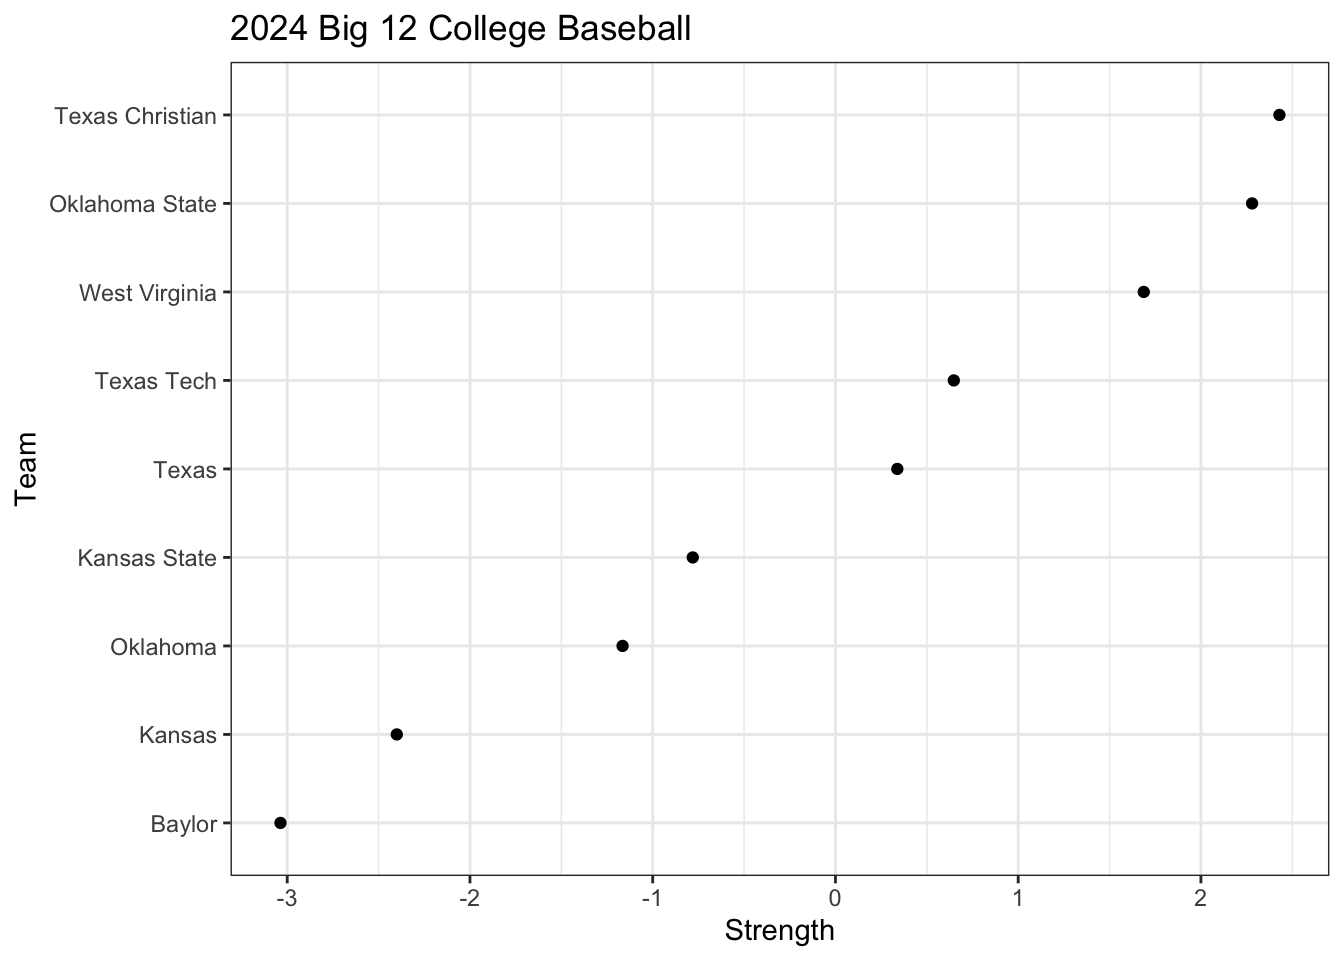 2024 Big 12 College Baseball
Team
Texas Christian
Oklahoma State
West Virginia
Texas Tech
Texas
Kansas State
Oklahoma
Kansas
Baylor
-3 -2 -1 0 1 2
Strength